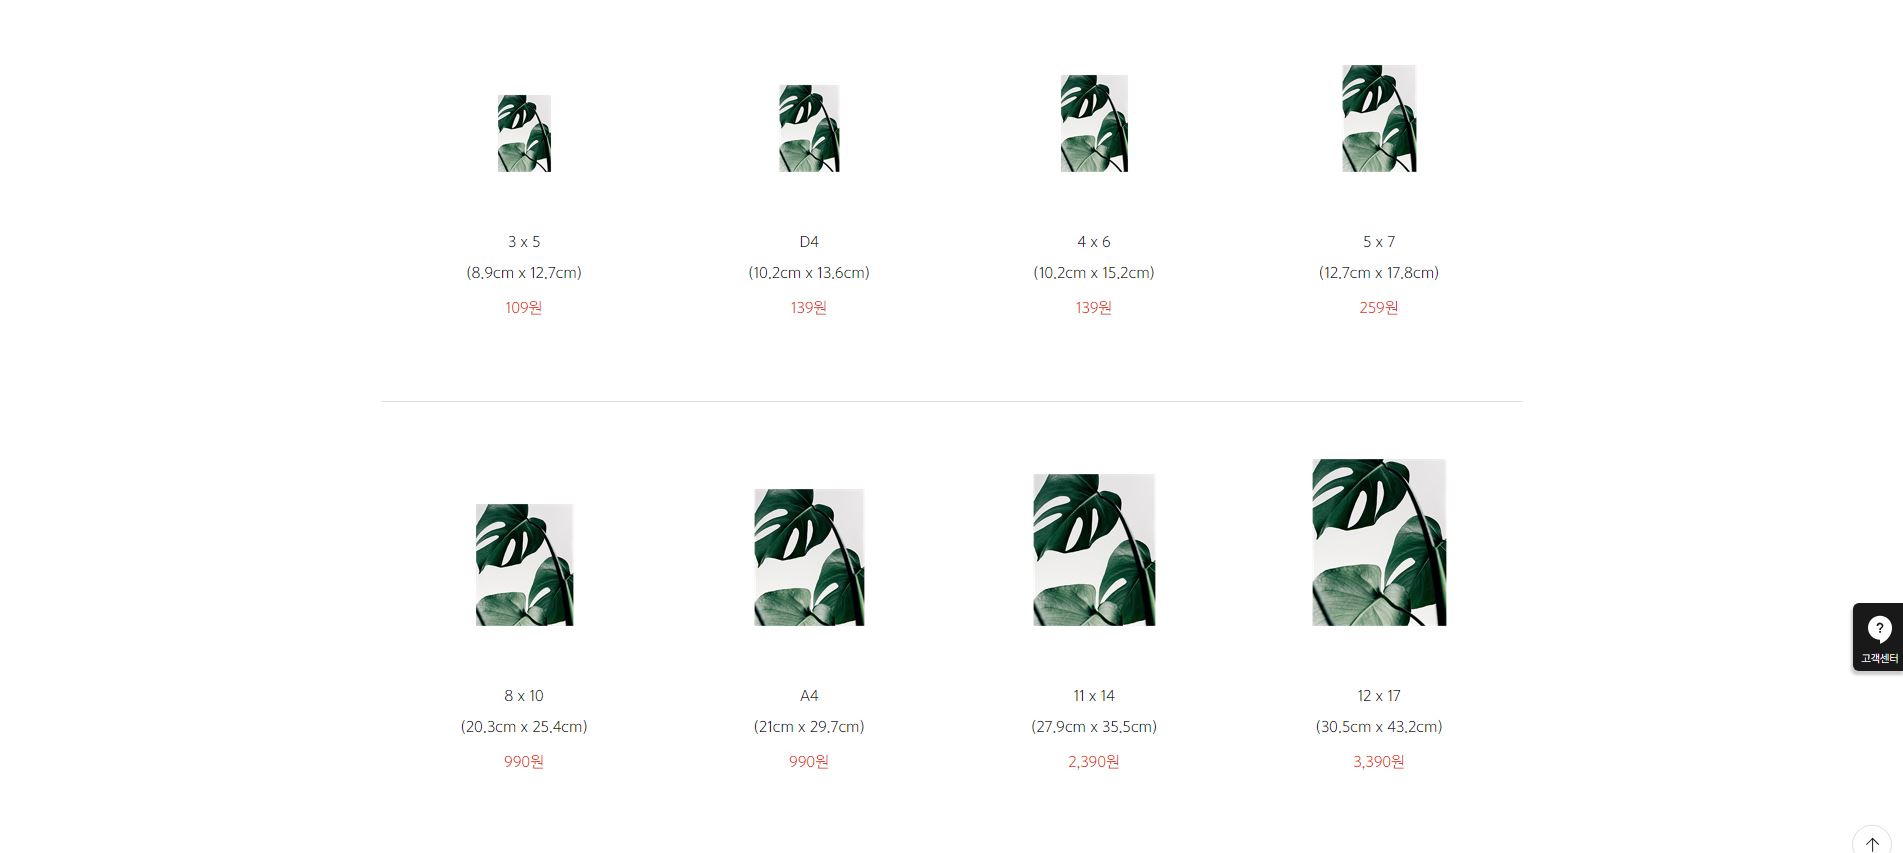 3 x 5
(8.9cm x 12.7cm)
109원
D4
(10.2cm x 13.6cm)
139원
4 x 6
(10.2cm x 15.2cm)
139원
5 x 7
(12.7cm x 17.8cm)
259원
8 x 10
(20.3cm x 25.4cm)
990원
A4
(21cm x 29.7cm)
990원
11 x 14
(27.9cm x 35.5cm)
2,390원
12 x 17
(30.5cm x 43.2cm)
3,390원
?
고객센터